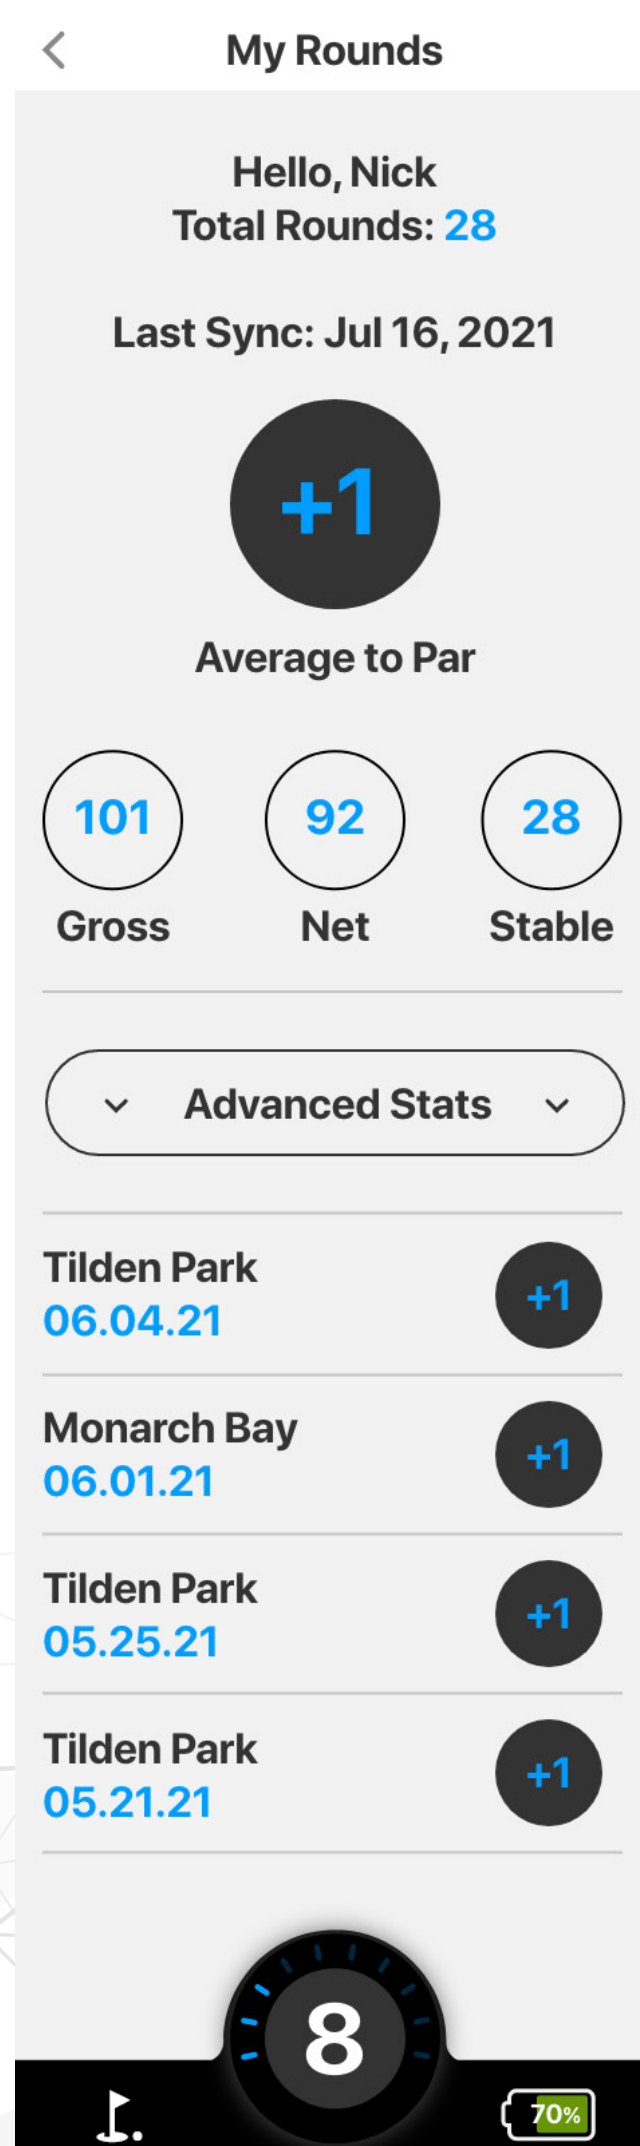 My Rounds
Hello, Nick
Total Rounds: 28
Last Sync: Jul 16, 2021
+1
Average to Par
101 92 28
Gross Net Stable
Advanced Stats
Tilden Park
06.04.21
+1
Monarch Bay
06.01.21
+1
Tilden Park
05.25.21
+1
Tilden Park
05.21.21
+1
8
70%